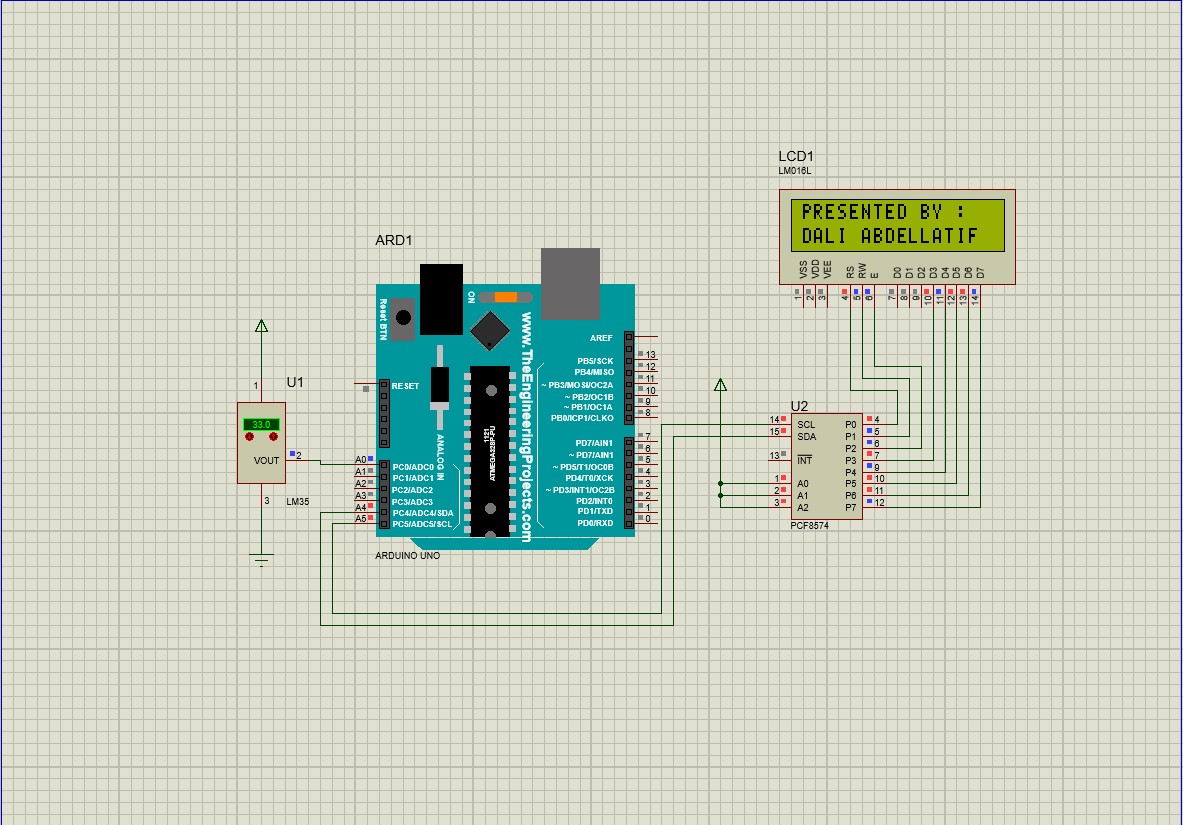 LCD1
LM016L
PRESENTED BY :
DALI ABDELLATIF
VSS
VDD
VEE
RS
RW
E
D0
D1
D2
D3
D4
D5
D6
D7
1
2
3
4
5
6
7
8
9
10
11
12
13
14
ARD1
Reset BTN
ON
www.TheEngineeringProjects.com
RESET
1121
ATMEGA328P-PU
ANALOG IN
A0 PC0/ADC0
A1 PC1/ADC1
A2 PC2/ADC2
A3 PC3/ADC3
A4 PC4/ADC4/SDA
A5 PC5/ADC5/SCL
AREF
PB5/SCK 13
PB4/MISO 12
~ PB3/MOSI/OC2A 11
~ PB2/OC1B 10
~ PB1/OC1A 9
PB0/ICP1/CLKO 8
PD7/AIN1 7
~ PD7/AIN1 6
~ PD5/T1/OC0B 5
PD4/T0/XCK 4
~ PD3/INT1/OC2B 3
PD2/INT0 2
PD1/TXD 1
PD0/RXD 0
ARDUINO UNO
U1
1
33.0
VOUT 2
3
LM35
U2
14 SCL P0 4
15 SDA P1 5
P2 6
13 INT P3 7
P4 9
1 A0 P5 10
2 A1 P6 11
3 A2 P7 12
PCF8574